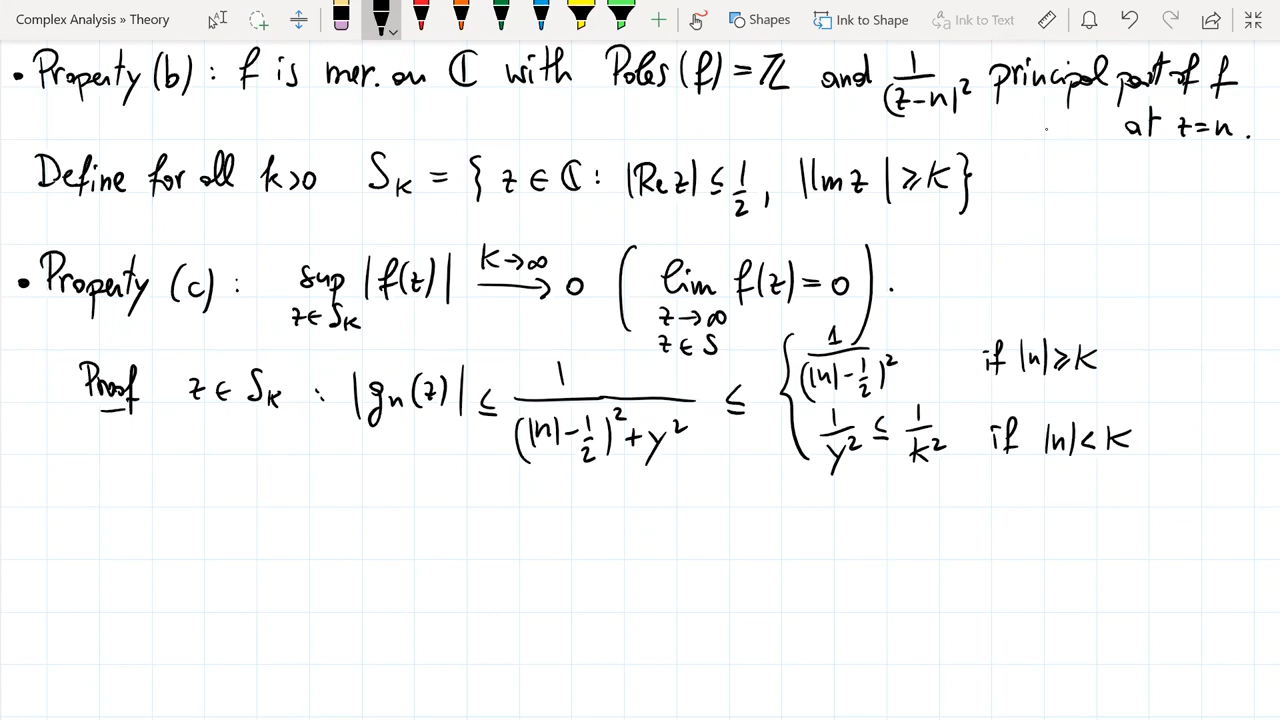 Complex Analysis » Theory
Shapes Ink to Shape Ink to Text
• Property (b) : f is mer. on ℂ with Poles (f) = ℤ and 1/(z-n)² principal part of f
at z=n.
Define for all k>0 S_K = { z ∈ ℂ : |Re z| ≤ 1/2, |Im z| ≥ K}
• Property (c) : sup_{z∈S_K} |f(z)| →^{K→∞} 0 ( lim_{z→∞, z∈S} f(z) = 0 ) .
Proof z ∈ S_K : |g_n(z)| ≤ 1/((|n|-1/2)²+y²) ≤ { 1/(|n|-1/2)² if |n| ≥ K
1/y² ≤ 1/K² if |n| < K